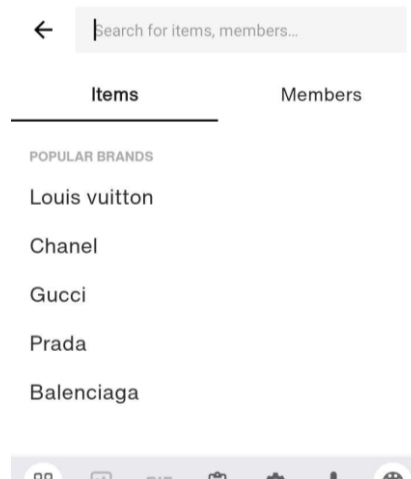 Search for items, members...
Items Members
POPULAR BRANDS
Louis vuitton
Chanel
Gucci
Prada
Balenciaga